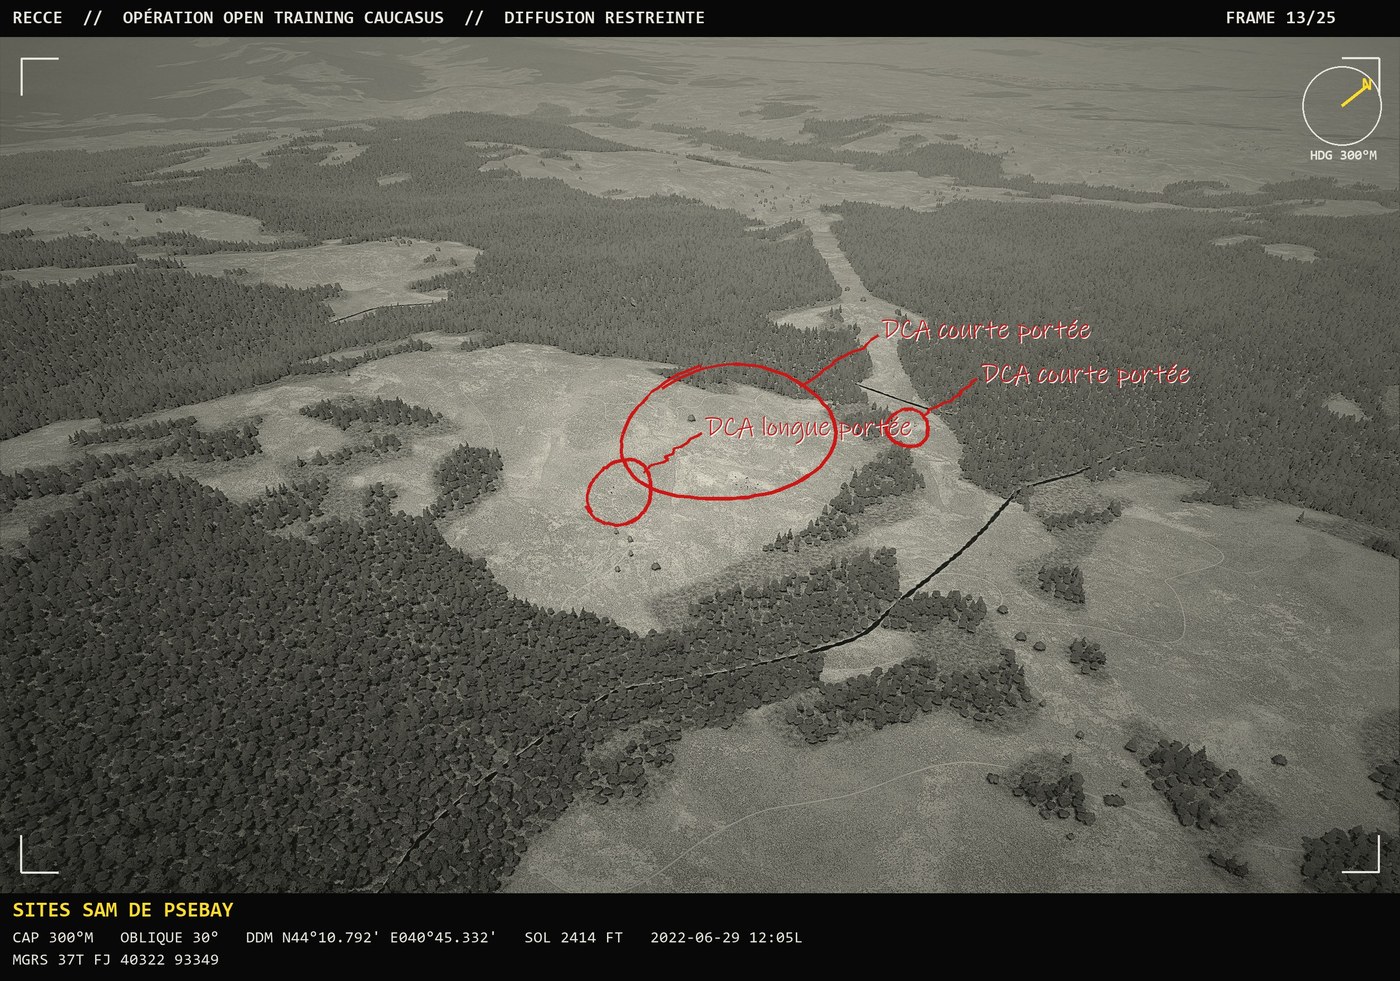 RECCE // OPÉRATION OPEN TRAINING CAUCASUS // DIFFUSION RESTREINTE
FRAME 13/25
N
HDG 300°M
DCA courte portée
DCA courte portée
DCA longue portée
SITES SAM DE PSEBAY
CAP 300°M OBLIQUE 30° DDM N44°10.792' E040°45.332' SOL 2414 FT 2022-06-29 12:05L
MGRS 37T FJ 40322 93349